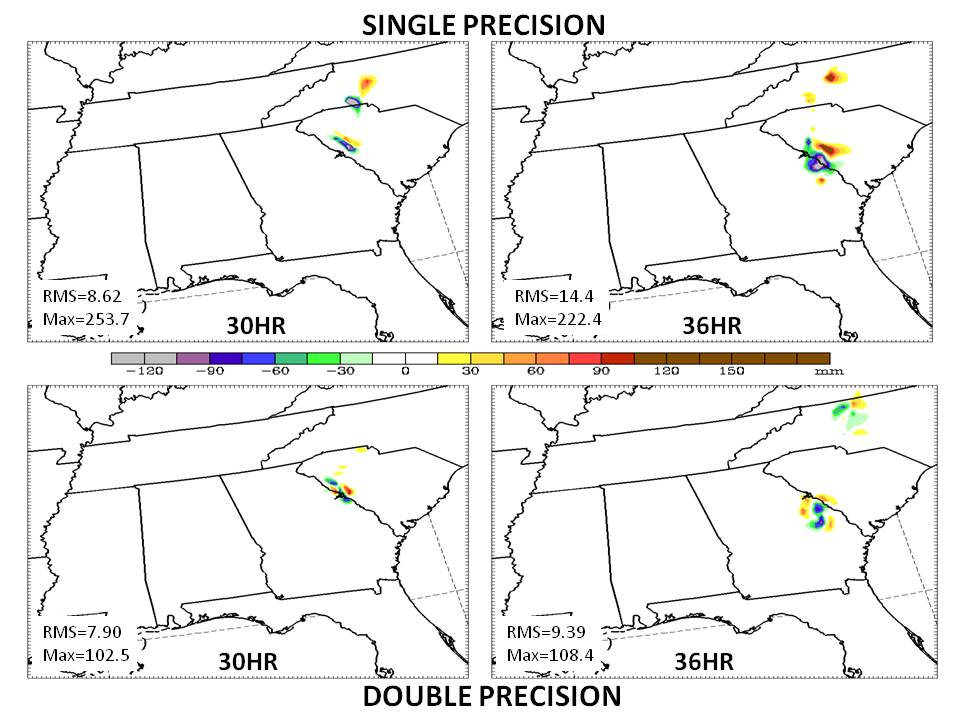 SINGLE PRECISION
RMS=8.62
Max=253.7
30HR
RMS=14.4
Max=222.4
36HR
−120 −90 −60 −30 0 30 60 90 120 150 mm
RMS=7.90
Max=102.5
30HR
RMS=9.39
Max=108.4
36HR
DOUBLE PRECISION